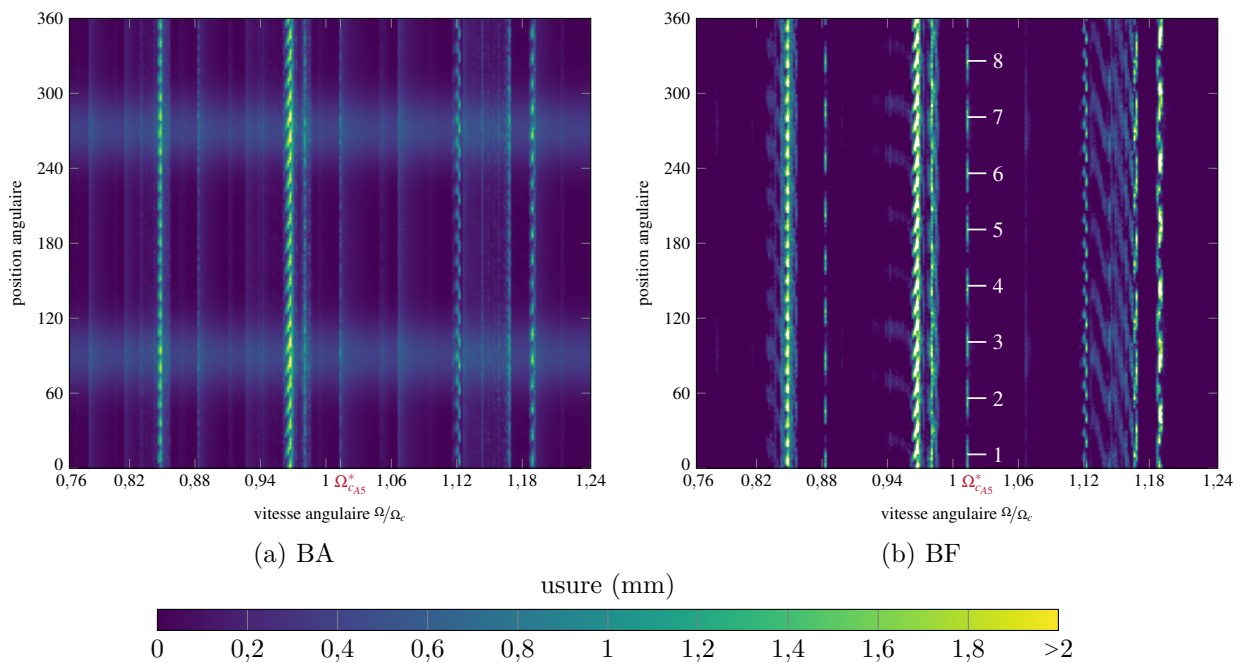 360
300
240
180
120
60
0
position angulaire
0,76 0,82 0,88 0,94 1 Ω*cA5 1,06 1,12 1,18 1,24
vitesse angulaire Ω/Ωc
(a) BA
360
300
240
180
120
60
0
position angulaire
8
7
6
5
4
3
2
1
0,76 0,82 0,88 0,94 1 Ω*cA5 1,06 1,12 1,18 1,24
vitesse angulaire Ω/Ωc
(b) BF
usure (mm)
0 0,2 0,4 0,6 0,8 1 1,2 1,4 1,6 1,8 >2